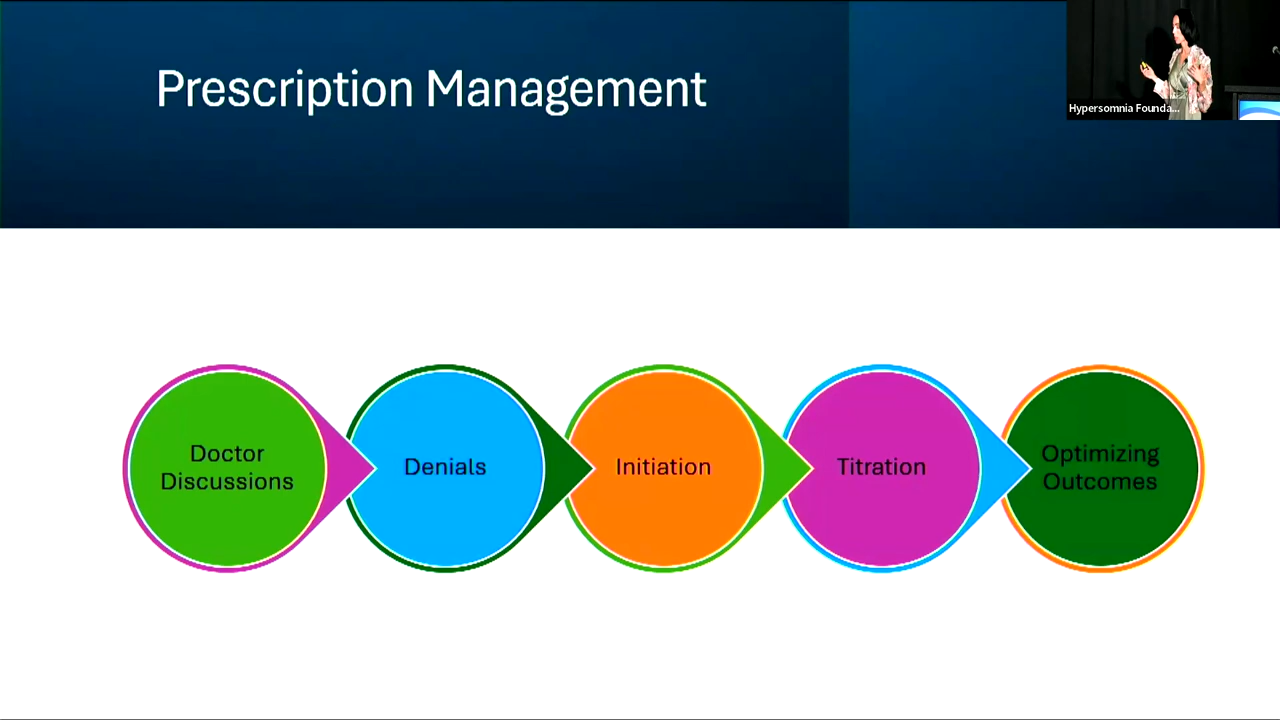 Prescription Management
Hypersomnia Founda...
Doctor
Discussions
Denials
Initiation
Titration
Optimizing
Outcomes